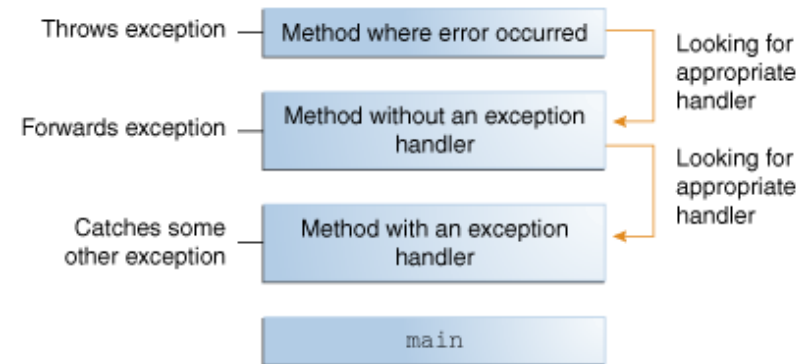 Throws exception
Method where error occurred
Looking for
appropriate
handler
Forwards exception
Method without an exception
handler
Looking for
appropriate
handler
Catches some
other exception
Method with an exception
handler
main